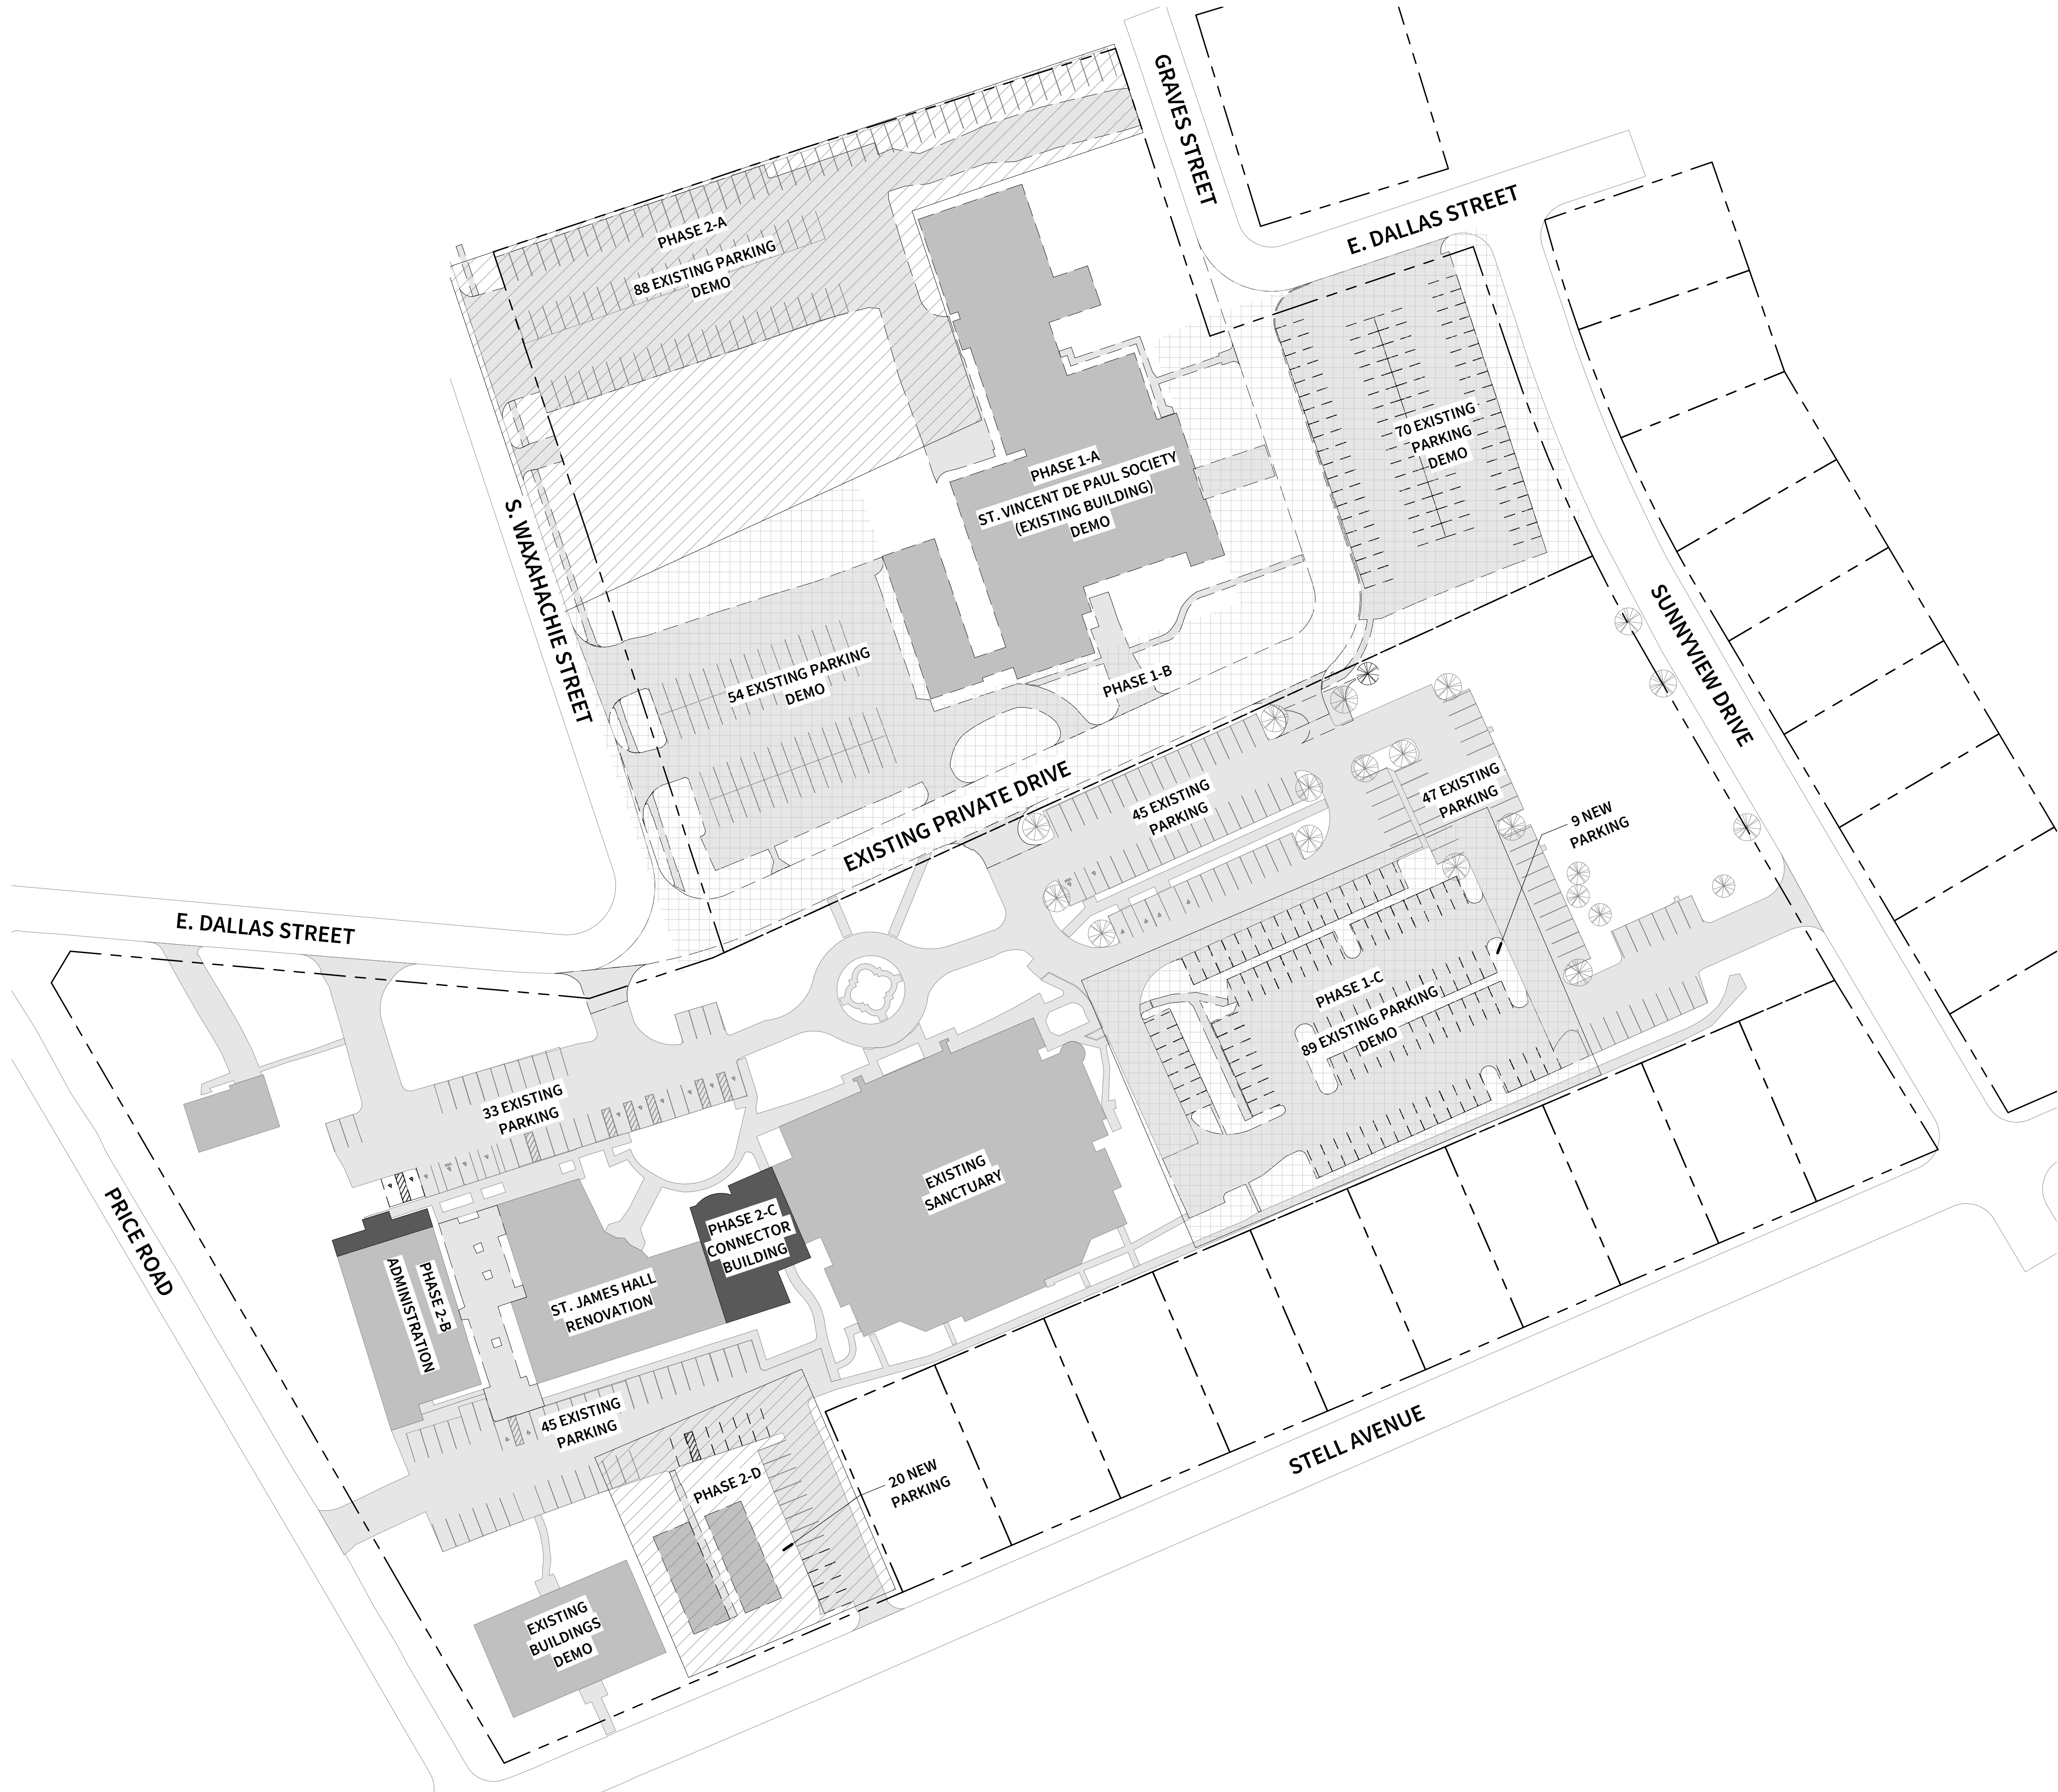 GRAVES STREET
E. DALLAS STREET
PHASE 2-A
88 EXISTING PARKING
DEMO
70 EXISTING
PARKING
DEMO
PHASE 1-A
ST. VINCENT DE PAUL SOCIETY
(EXISTING BUILDING)
DEMO
S. WAXAHACHIE STREET
SUNNYVIEW DRIVE
54 EXISTING PARKING
DEMO
PHASE 1-B
EXISTING PRIVATE DRIVE
45 EXISTING
PARKING
47 EXISTING
PARKING
9 NEW
PARKING
E. DALLAS STREET
PHASE 1-C
89 EXISTING PARKING
DEMO
33 EXISTING
PARKING
EXISTING
SANCTUARY
PRICE ROAD
PHASE 2-C
CONNECTOR
BUILDING
PHASE 2-B
ADMINISTRATION
ST. JAMES HALL
RENOVATION
45 EXISTING
PARKING
STELL AVENUE
PHASE 2-D
20 NEW
PARKING
EXISTING
BUILDINGS
DEMO